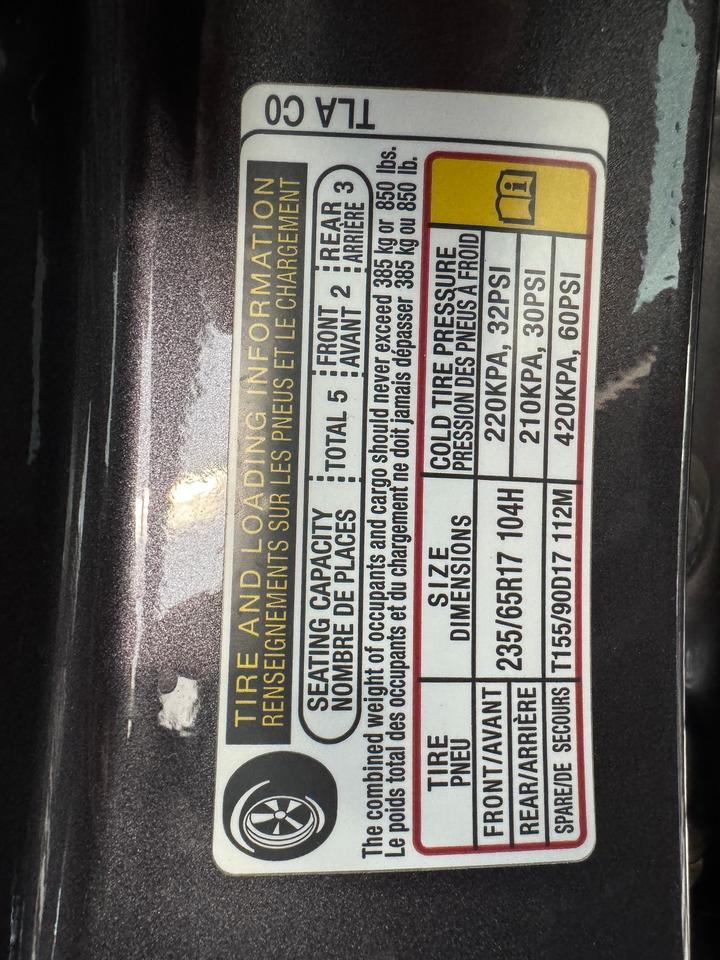 TIRE AND LOADING INFORMATION
RENSEIGNEMENTS SUR LES PNEUS ET LE CHARGEMENT
SEATING CAPACITY
NOMBRE DE PLACES
TOTAL 5
FRONT
AVANT 2
REAR
ARRIÈRE 3
The combined weight of occupants and cargo should never exceed 385 kg or 850 lbs.
Le poids total des occupants et du chargement ne doit jamais dépasser 385 kg ou 850 lb.
TIRE
PNEU
SIZE
DIMENSIONS
COLD TIRE PRESSURE
PRESSION DES PNEUS À FROID
FRONT/AVANT
235/65R17 104H
220KPA, 32PSI
REAR/ARRIÈRE
210KPA, 30PSI
SPARE/DE SECOURS
T155/90D17 112M
420KPA, 60PSI
TLA C0